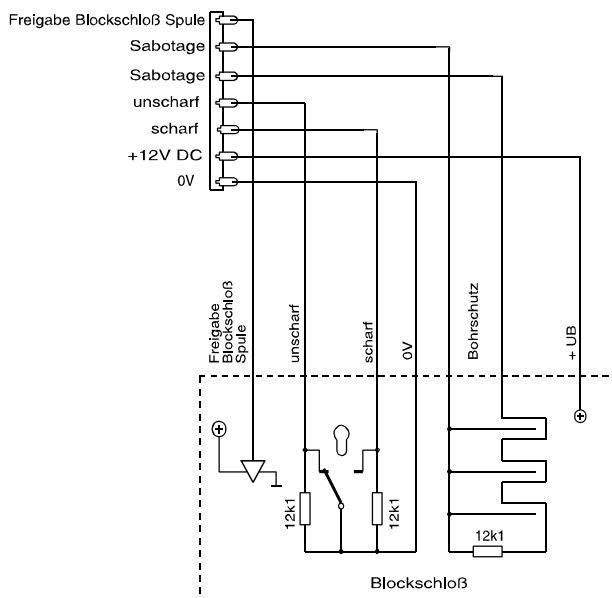 Freigabe Blockschloß Spule
Sabotage
Sabotage
unscharf
scharf
+12V DC
0V
Freigabe
Blockschloß
Spule
unscharf
scharf
0V
Bohrschutz
+ UB
12k1
12k1
12k1
Blockschloß